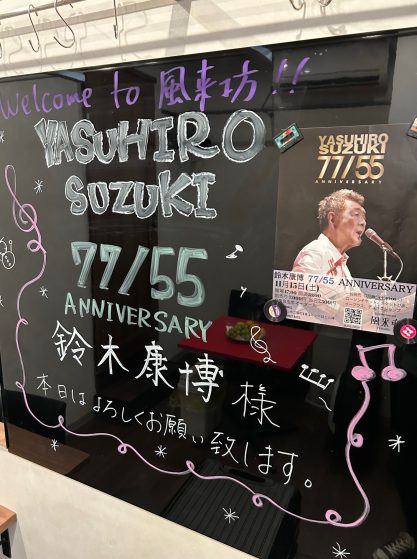 Welcome to 風来坊!!
YASUHIRO
SUZUKI
77/55
ANNIVERSARY
鈴木康博 様
本日はよろしくお願い致します。
YASUHIRO
SUZUKI
77/55
ANNIVERSARY
鈴木康博 77/55 ANNIVERSARY
11月15日(土)